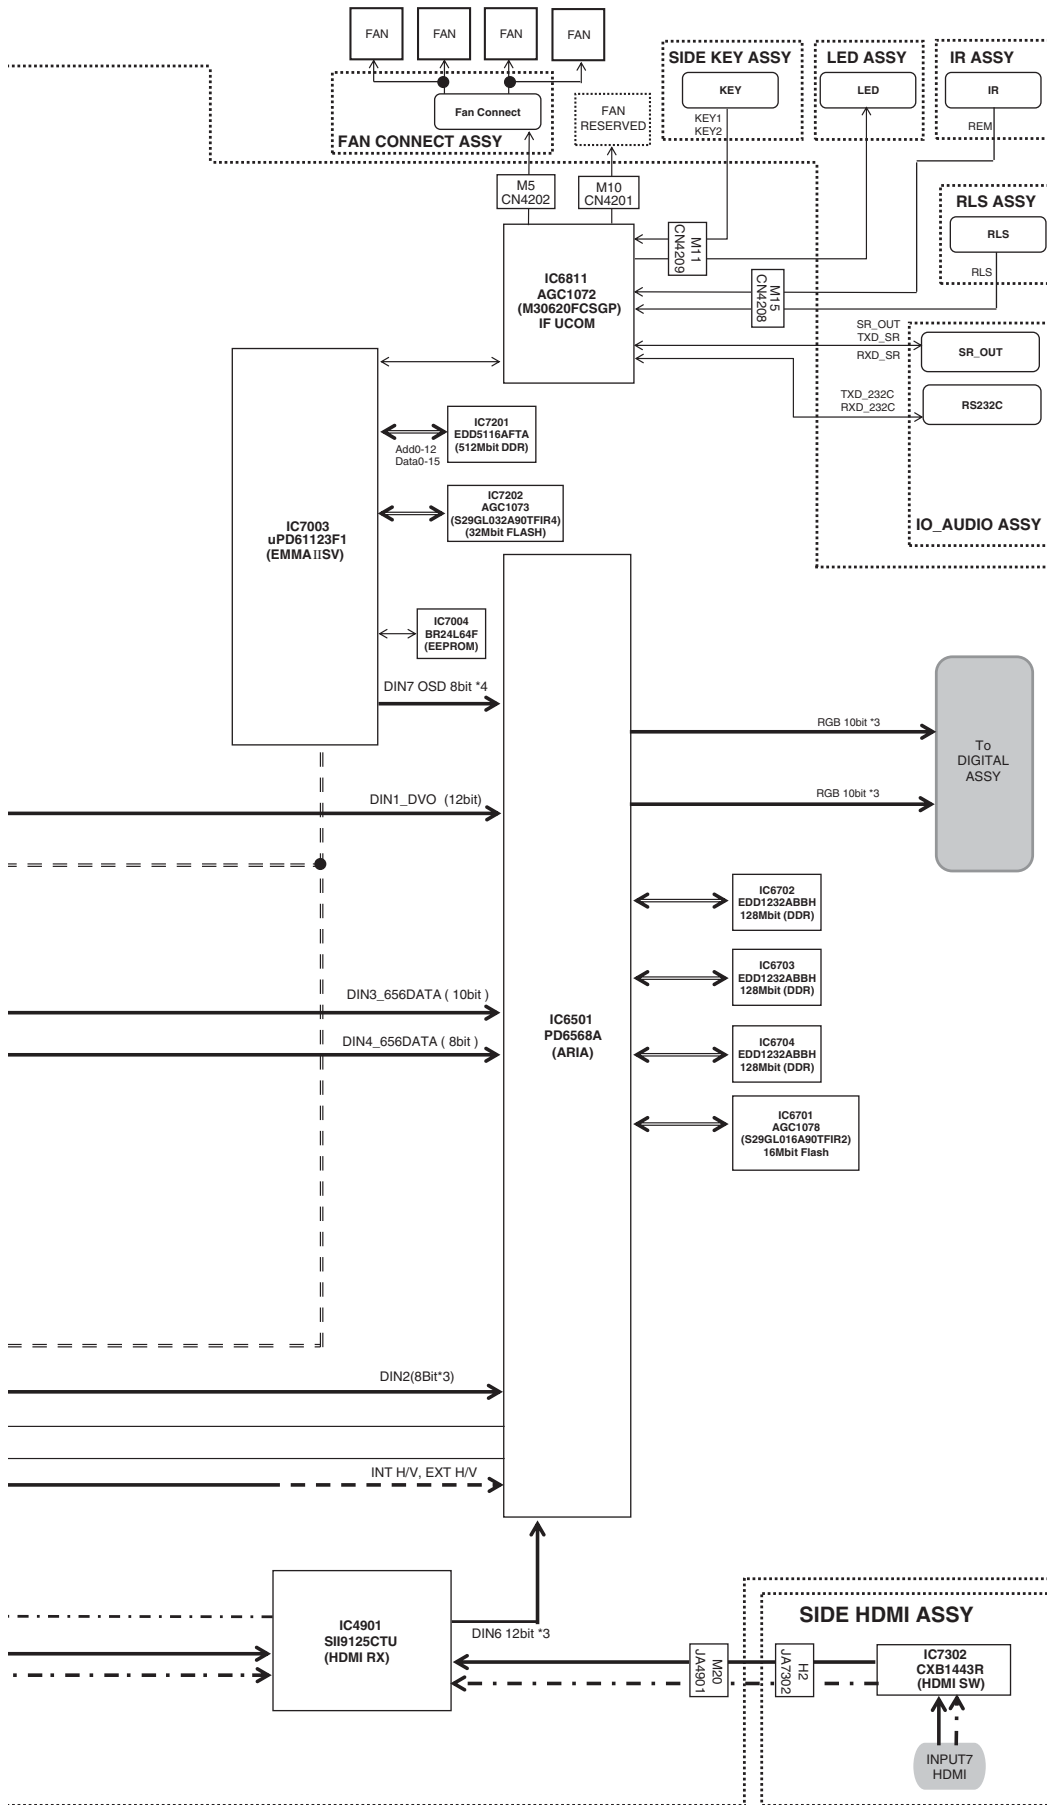 FAN
FAN
FAN
FAN
SIDE KEY ASSY
LED ASSY
IR ASSY
KEY
LED
IR
Fan Connect
FAN
RESERVED
KEY1
KEY2
REM
FAN CONNECT ASSY
M5
CN4202
M10
CN4201
RLS ASSY
RLS
RLS
M11
CN4209
IC6811
AGC1072
(M30620FCSGP)
IF UCOM
M15
CN4208
SR_OUT
TXD_SR
RXD_SR
SR_OUT
TXD_232C
RXD_232C
RS232C
IO_AUDIO ASSY
IC7201
EDD5116AFTA
(512Mbit DDR)
Add0-12
Data0-15
IC7202
AGC1073
(S29GL032A90TFIR4)
(32Mbit FLASH)
IC7003
uPD61123F1
(EMMAIISV)
IC7004
BR24L64F
(EEPROM)
DIN7 OSD 8bit *4
RGB 10bit *3
To
DIGITAL
ASSY
DIN1_DVO (12bit)
RGB 10bit *3
IC6702
EDD1232ABBH
128Mbit (DDR)
IC6703
EDD1232ABBH
128Mbit (DDR)
DIN3_656DATA ( 10bit )
IC6501
PD6568A
(ARIA)
DIN4_656DATA ( 8bit )
IC6704
EDD1232ABBH
128Mbit (DDR)
IC6701
AGC1078
(S29GL016A90TFIR2)
16Mbit Flash
DIN2(8Bit*3)
INT H/V, EXT H/V
IC4901
SII9125CTU
(HDMI RX)
DIN6 12bit *3
SIDE HDMI ASSY
M20
JA4901
H2
JA7302
IC7302
CXB1443R
(HDMI SW)
INPUT7
HDMI